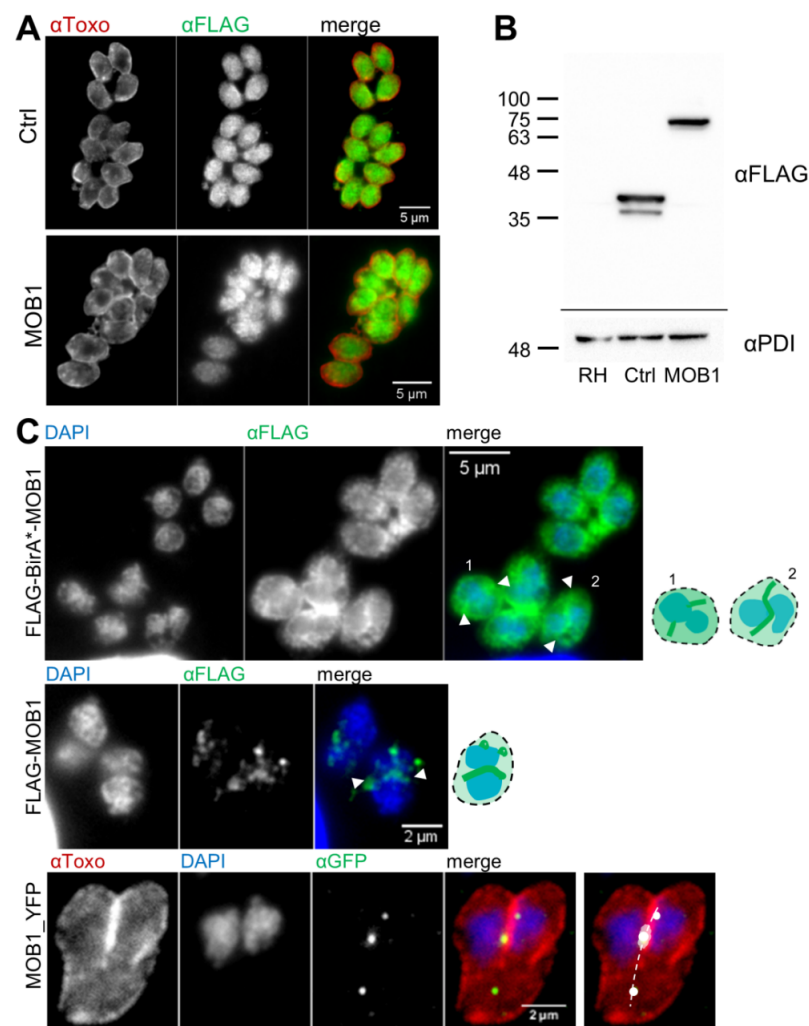 A
αToxo αFLAG merge
Ctrl
5 µm
MOB1
5 µm
B
100
75
63
48
35
αFLAG
48
αPDI
RH Ctrl MOB1
C
DAPI αFLAG merge
FLAG-BirA*-MOB1
5 µm
1
2
1
2
DAPI αFLAG merge
FLAG-MOB1
2 µm
αToxo DAPI αGFP merge
MOB1_YFP
2 µm